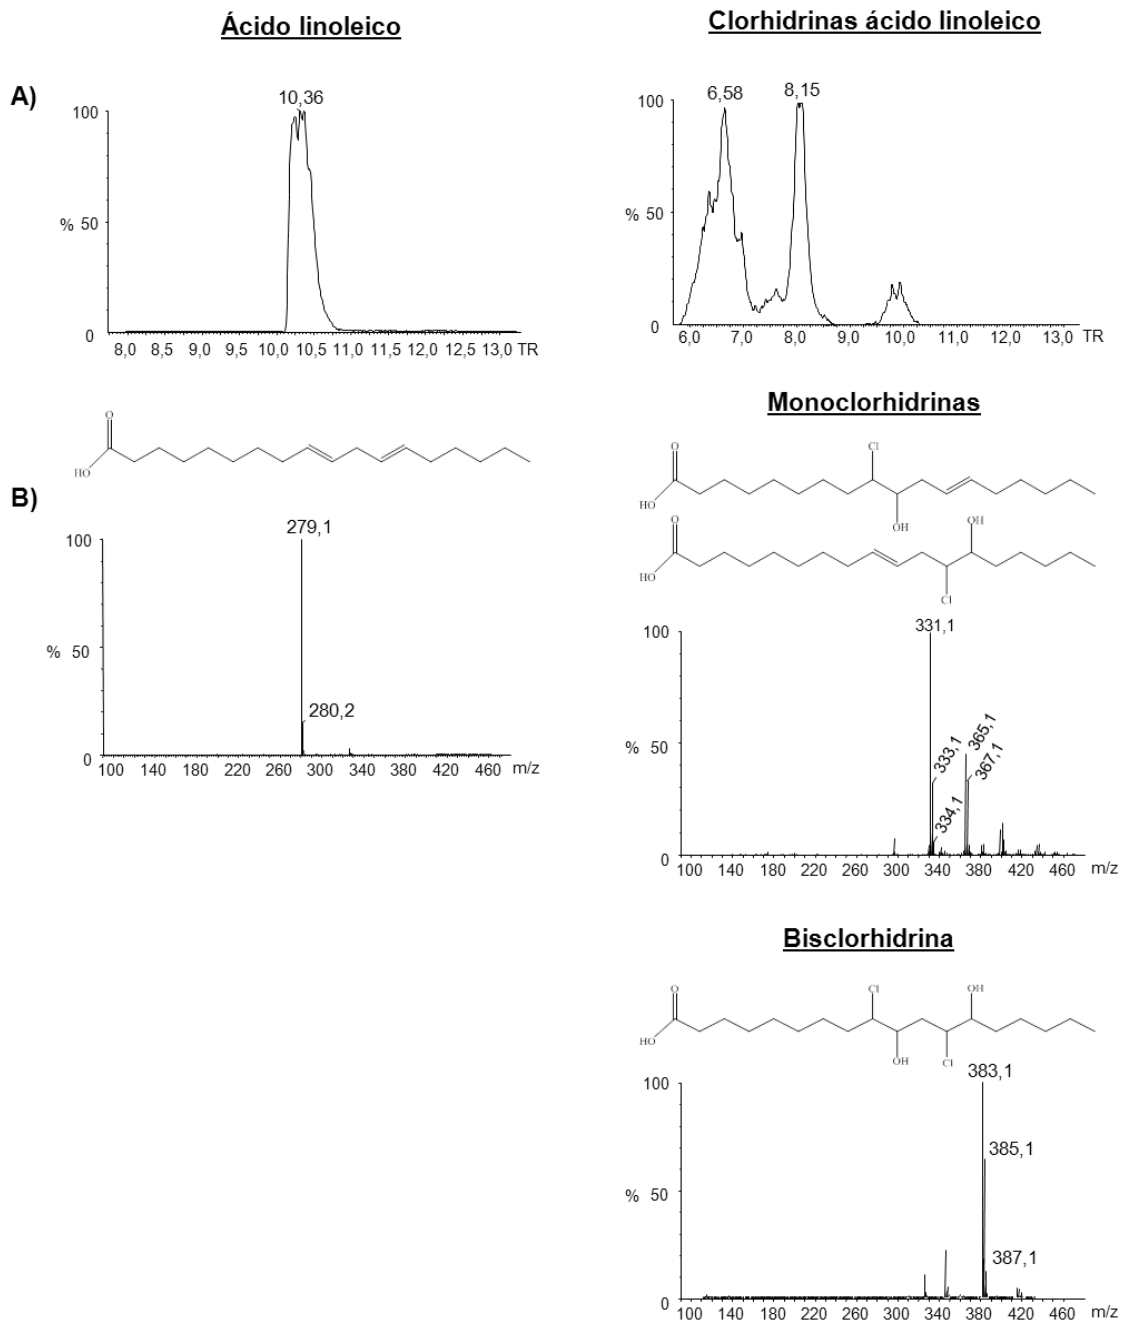 Ácido linoleico
Clorhidrinas ácido linoleico
A)
10,36
100
% 50
0
8,0 8,5 9,0 9,5 10,0 10,5 11,0 11,5 12,0 12,5 13,0 TR
6,58 8,15
100
% 50
0
6,0 7,0 8,0 9,0 10,0 11,0 12,0 13,0 TR
O
HO
B)
279,1
100
% 50
280,2
0
100 140 180 220 260 300 340 380 420 460 m/z
Monoclorhidrinas
Cl
O
HO
OH
OH
O
HO
Cl
331,1
100
% 50
333,1
365,1
367,1
334,1
0
100 140 180 220 260 300 340 380 420 460 m/z
Bisclorhidrina
Cl OH
O
HO
OH Cl
383,1
100
385,1
% 50
387,1
0
100 140 180 220 260 300 340 380 420 460 m/z